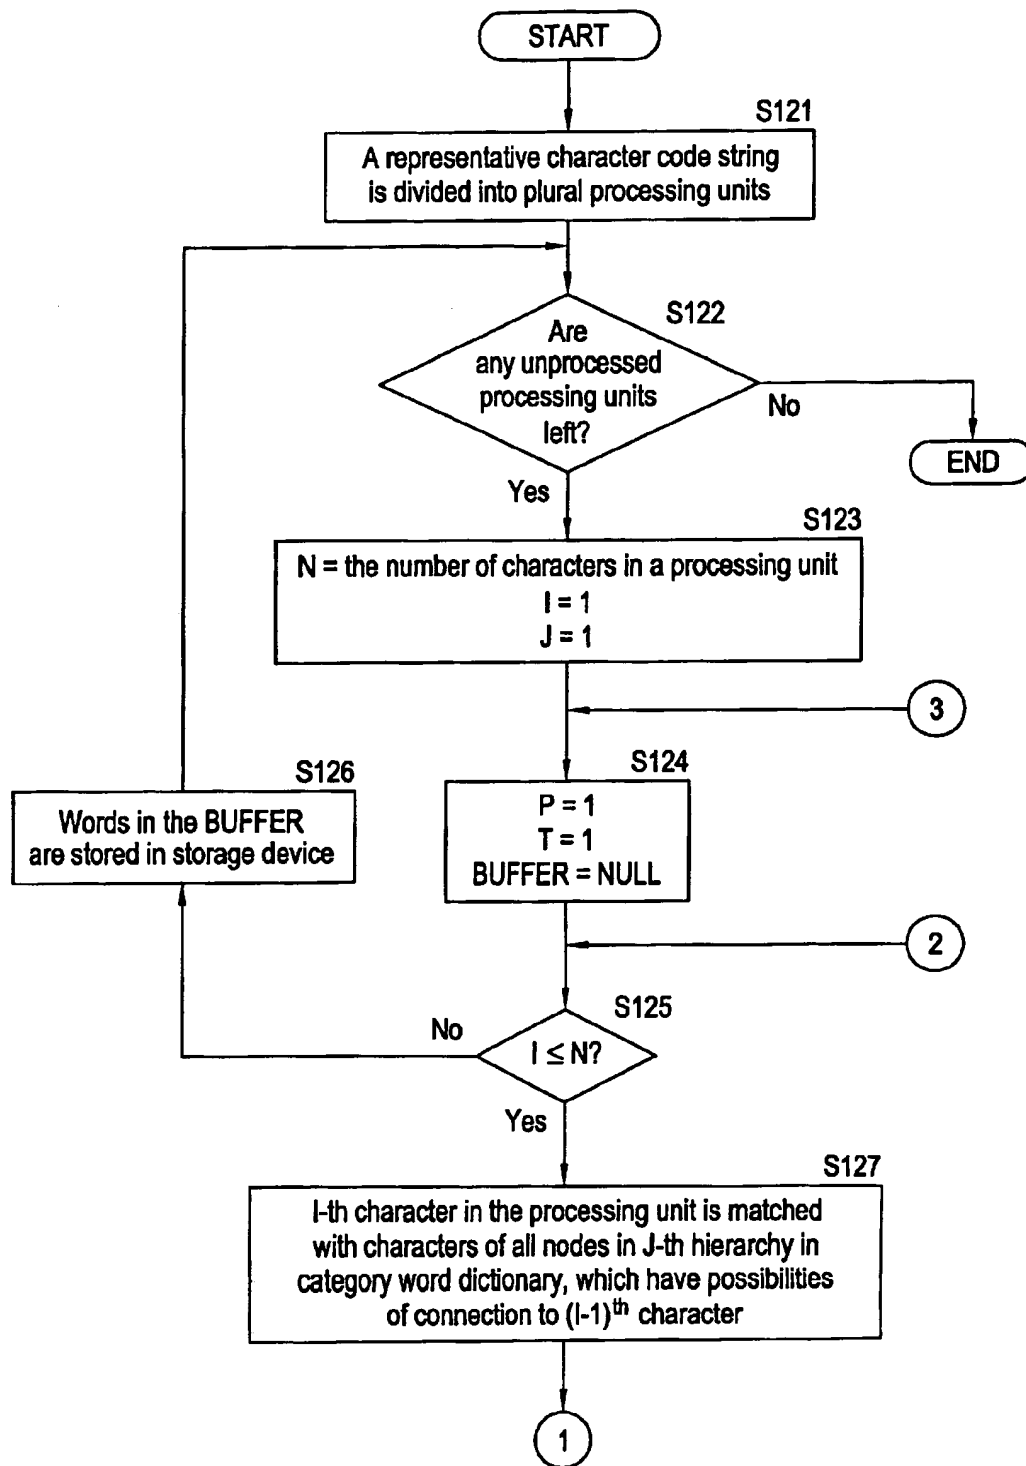 START
S121
A representative character code string
is divided into plural processing units
S122
Are
any unprocessed
processing units
left?
No
END
Yes
S123
N = the number of characters in a processing unit
I = 1
J = 1
3
S124
P = 1
T = 1
BUFFER = NULL
S126
Words in the BUFFER
are stored in storage device
2
S125
No
I ≤ N?
Yes
S127
I-th character in the processing unit is matched
with characters of all nodes in J-th hierarchy in
category word dictionary, which have possibilities
of connection to (I-1)th character
1